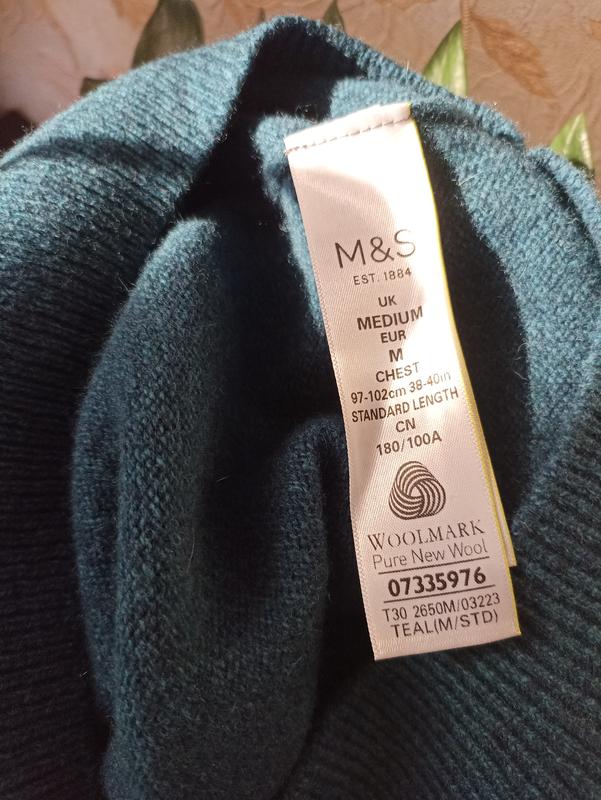 M&S
EST. 1884
UK
MEDIUM
EUR
M
CHEST
97-102cm 38-40in
STANDARD LENGTH
CN
180/100A
WOOLMARK
Pure New Wool
07335976
T30 2650M/03223
TEAL(M/STD)